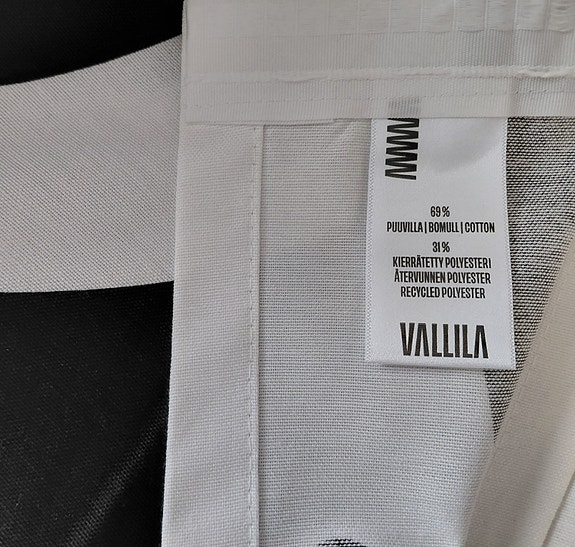 69 %
PUUVILLA | BOMULL | COTTON
31 %
KIERRÄTETTY POLYESTERI
ÅTERVUNNEN POLYESTER
RECYCLED POLYESTER
VALLILA